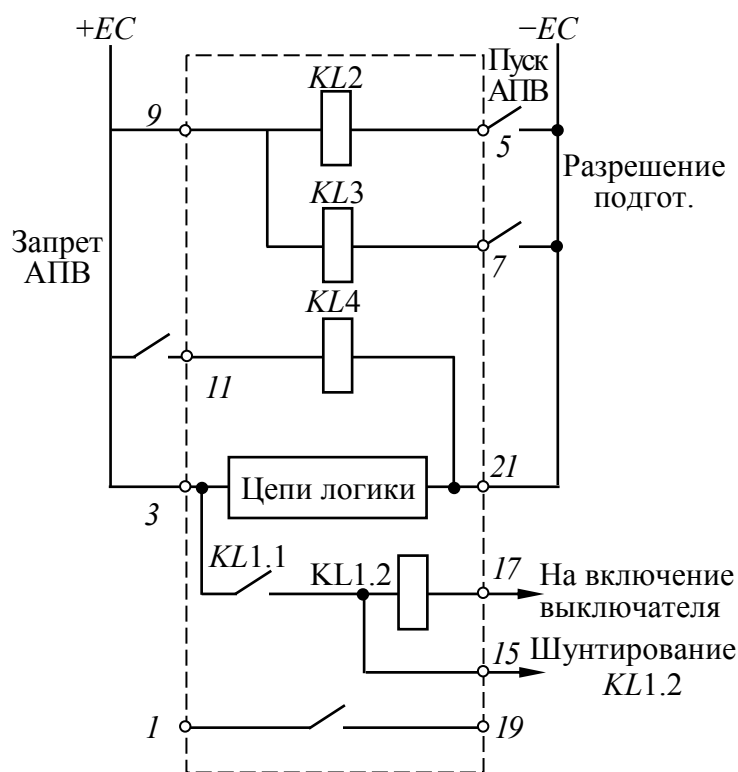 +EC
−EC
KL2
Пуск
АПВ
9
5
Разрешение
подгот.
KL3
7
Запрет
АПВ
KL4
11
21
Цепи логики
3
KL1.1
KL1.2
17
На включение
выключателя
15
Шунтирование
KL1.2
1
19